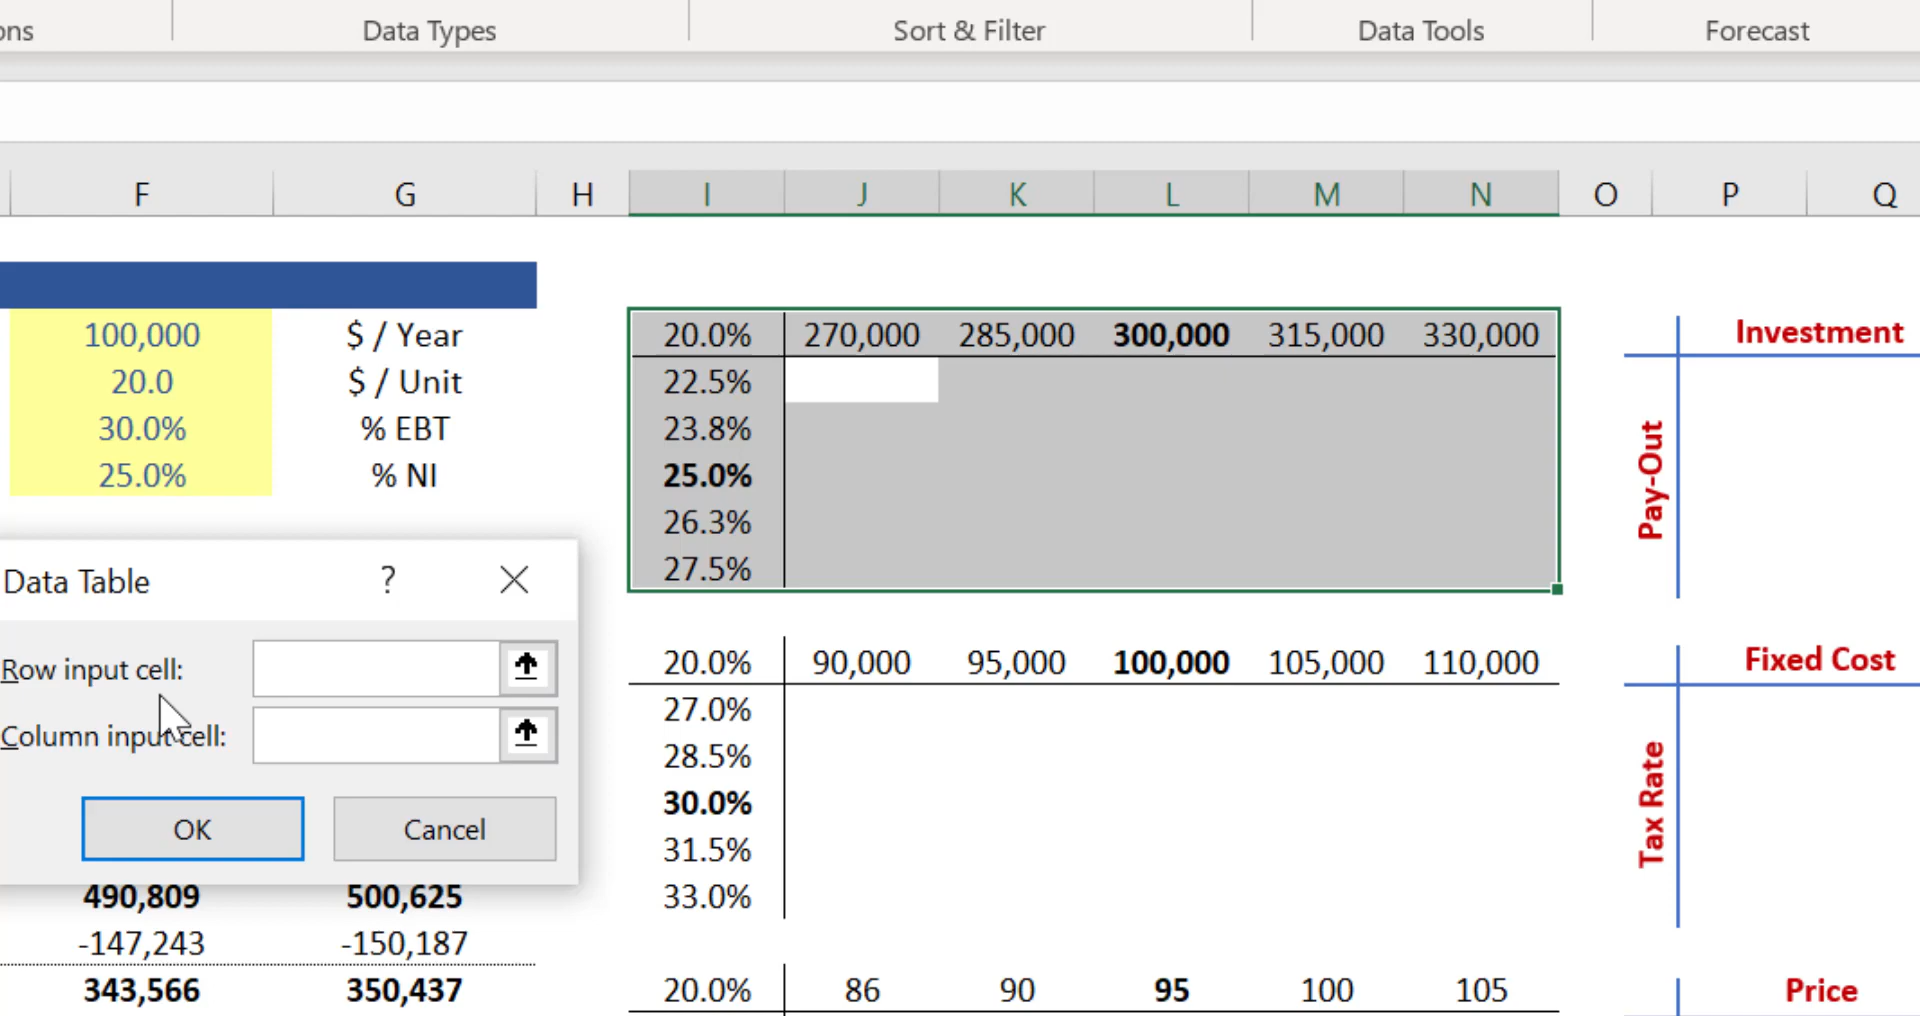 ons Data Types Sort & Filter Data Tools Forecast
F G H I J K L M N O P Q
100,000 $ / Year 20.0% 270,000 285,000 300,000 315,000 330,000 Investment
20.0 $ / Unit 22.5%
30.0% % EBT 23.8%
25.0% % NI 25.0%
Pay-Out
26.3%
27.5%
Data Table ?
Row input cell:
Column input cell:
OK Cancel
20.0% 90,000 95,000 100,000 105,000 110,000 Fixed Cost
27.0%
28.5%
30.0%
Tax Rate
31.5%
490,809 500,625 33.0%
-147,243 -150,187
343,566 350,437 20.0% 86 90 95 100 105 Price